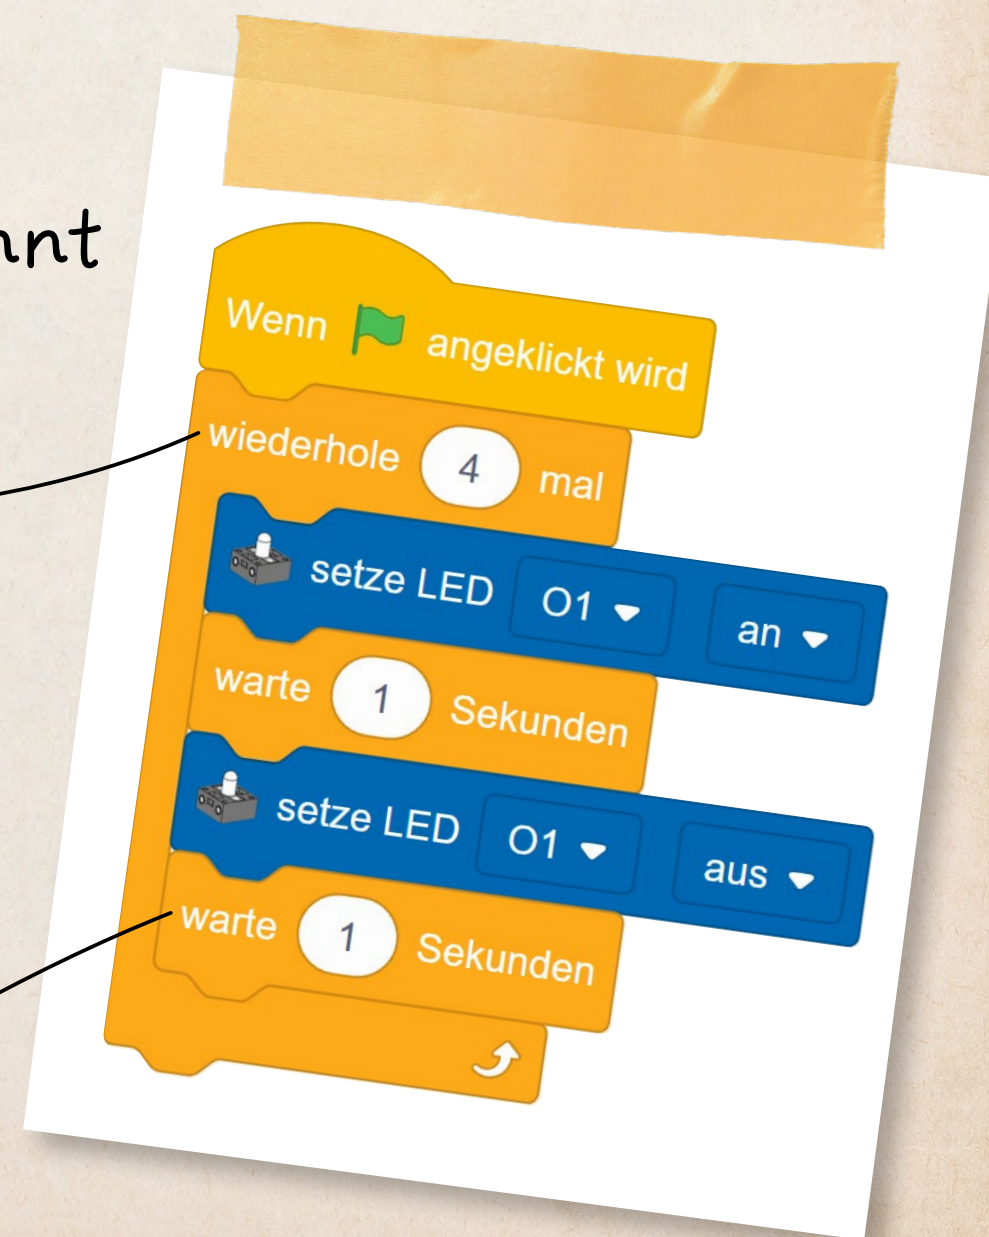 Wenn angeklickt wird
wiederhole 4 mal
setze LED O1 an
warte 1 Sekunden
setze LED O1 aus
warte 1 Sekunden